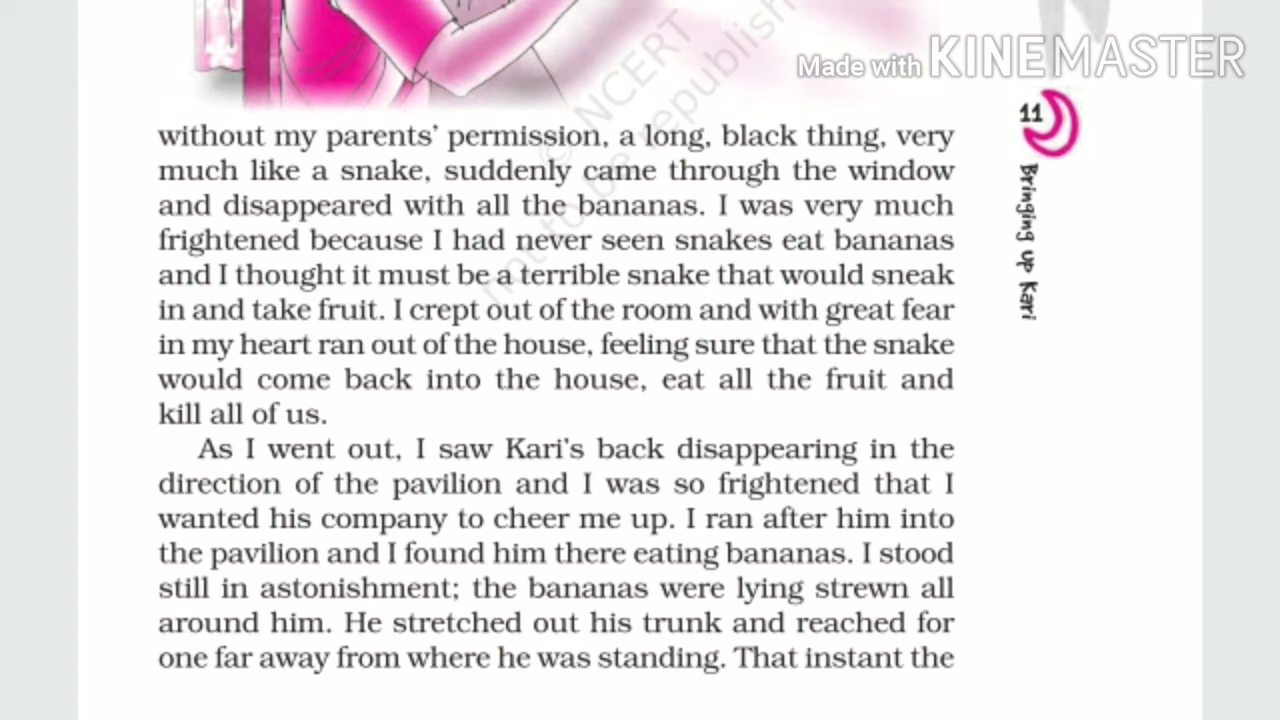 Made with KINEMASTER
© NCERT
not to be republish
11
Bringing up Kari
without my parents' permission, a long, black thing, very
much like a snake, suddenly came through the window
and disappeared with all the bananas. I was very much
frightened because I had never seen snakes eat bananas
and I thought it must be a terrible snake that would sneak
in and take fruit. I crept out of the room and with great fear
in my heart ran out of the house, feeling sure that the snake
would come back into the house, eat all the fruit and
kill all of us.
As I went out, I saw Kari's back disappearing in the
direction of the pavilion and I was so frightened that I
wanted his company to cheer me up. I ran after him into
the pavilion and I found him there eating bananas. I stood
still in astonishment; the bananas were lying strewn all
around him. He stretched out his trunk and reached for
one far away from where he was standing. That instant the